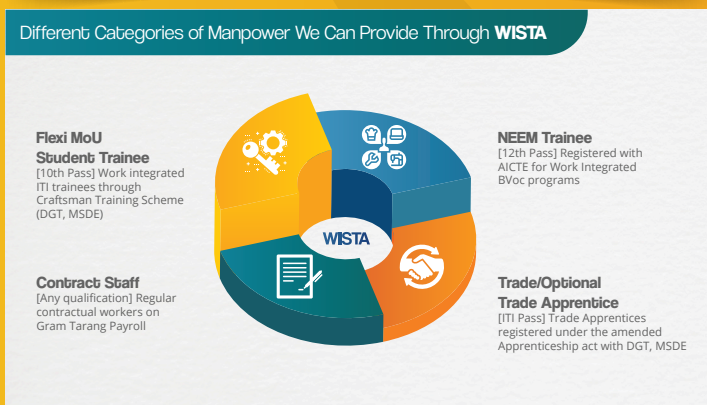 Different Categories of Manpower We Can Provide Through WISTA
Flexi MoU
Student Trainee
[10th Pass] Work integrated
ITI trainees through
Craftsman Training Scheme
(DGT, MSDE)
NEEM Trainee
[12th Pass] Registered with
AICTE for Work Integrated
BVoc programs
WISTA
Contract Staff
[Any qualification] Regular
contractual workers on
Gram Tarang Payroll
Trade/Optional
Trade Apprentice
[ITI Pass] Trade Apprentices
registered under the amended
Apprenticeship act with DGT, MSDE